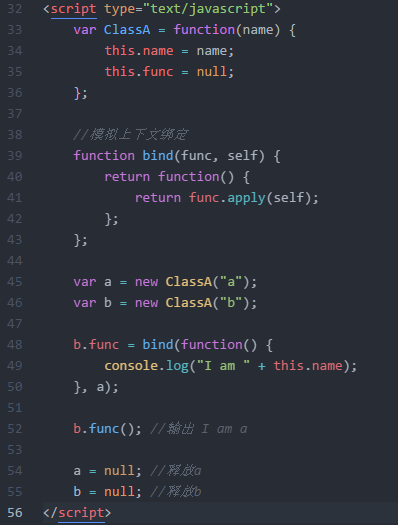 32 <script type="text/javascript">
33     var ClassA = function(name) {
34         this.name = name;
35         this.func = null;
36     };
37
38     //模拟上下文绑定
39     function bind(func, self) {
40         return function() {
41             return func.apply(self);
42         };
43     };
44
45     var a = new ClassA("a");
46     var b = new ClassA("b");
47
48     b.func = bind(function() {
49         console.log("I am " + this.name);
50     }, a);
51
52     b.func(); //输出 I am a
53
54     a = null; //释放a
55     b = null; //释放b
56 </script>